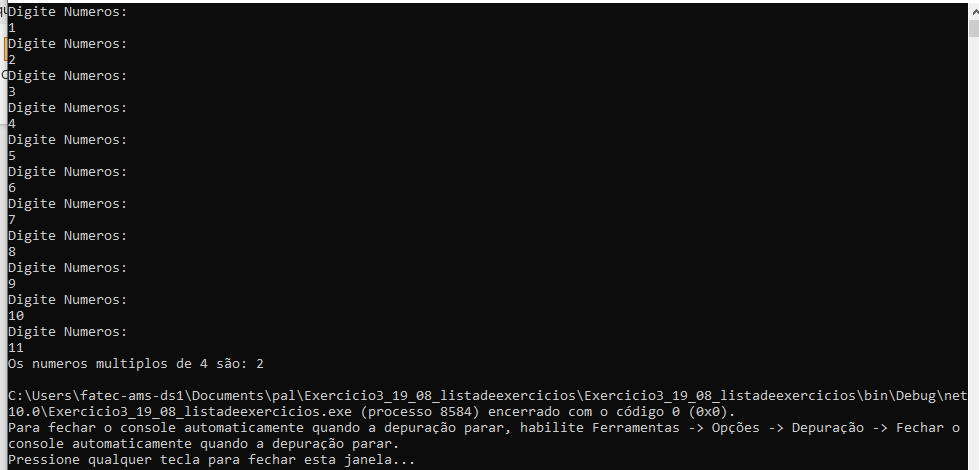 Digite Numeros:
1
Digite Numeros:
2
Digite Numeros:
3
Digite Numeros:
4
Digite Numeros:
5
Digite Numeros:
6
Digite Numeros:
7
Digite Numeros:
8
Digite Numeros:
9
Digite Numeros:
10
Digite Numeros:
11
Os numeros multiplos de 4 são: 2
C:\Users\fatec-ams-ds1\Documents\pal\Exercicio3_19_08_listadeexercicios\Exercicio3_19_08_listadeexercicios\bin\Debug\net
10.0\Exercicio3_19_08_listadeexercicios.exe (processo 8584) encerrado com o código 0 (0x0).
Para fechar o console automaticamente quando a depuração parar, habilite Ferramentas -> Opções -> Depuração -> Fechar o
console automaticamente quando a depuração parar.
Pressione qualquer tecla para fechar esta janela...